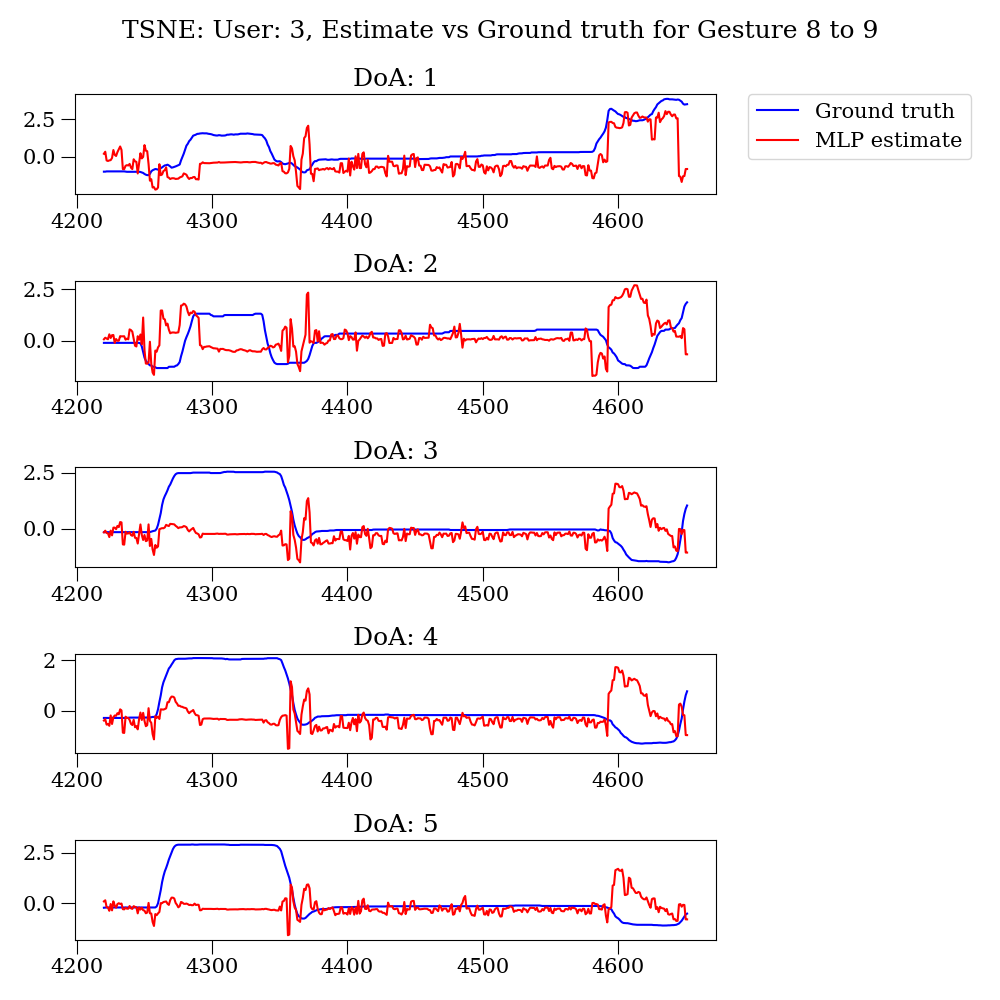 TSNE: User: 3, Estimate vs Ground truth for Gesture 8 to 9
DoA: 1
Ground truth
MLP estimate
2.5
0.0
4200 4300 4400 4500 4600
DoA: 2
2.5
0.0
4200 4300 4400 4500 4600
DoA: 3
2.5
0.0
4200 4300 4400 4500 4600
DoA: 4
2
0
4200 4300 4400 4500 4600
DoA: 5
2.5
0.0
4200 4300 4400 4500 4600